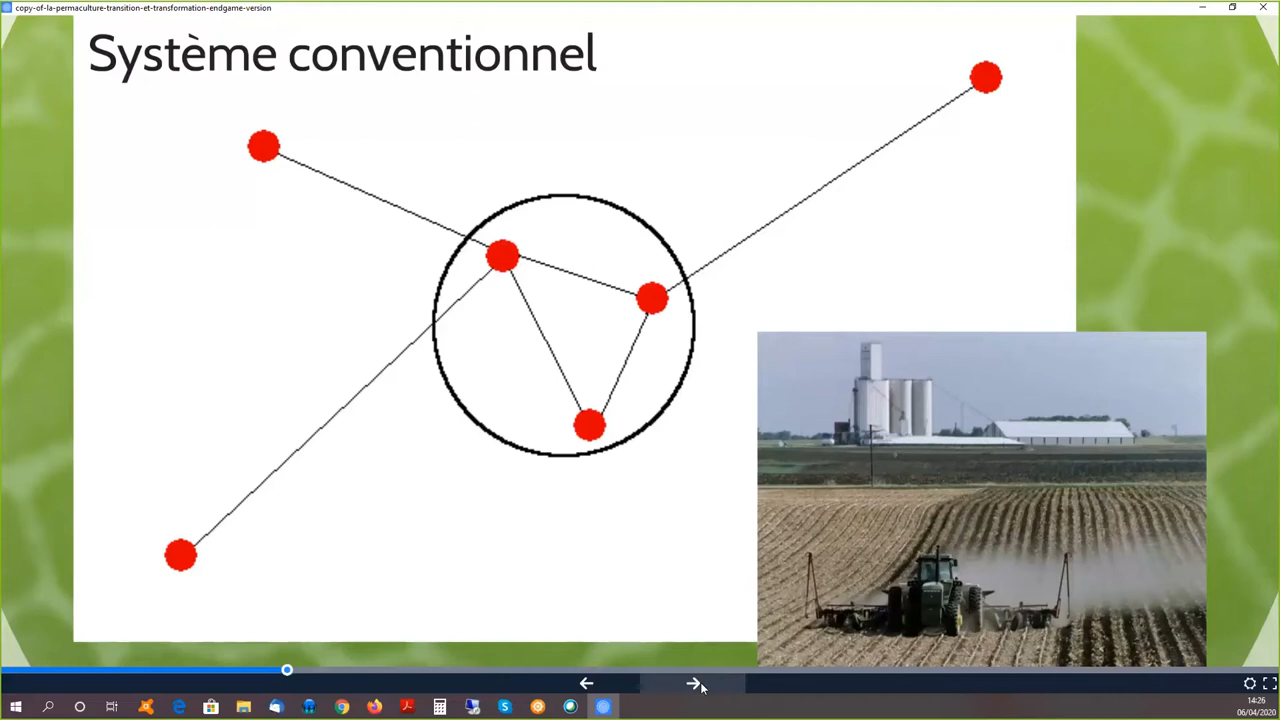 copy-of-la-permaculture-transition-et-transformation-endgame-version
Système conventionnel
14:26
06/04/2020